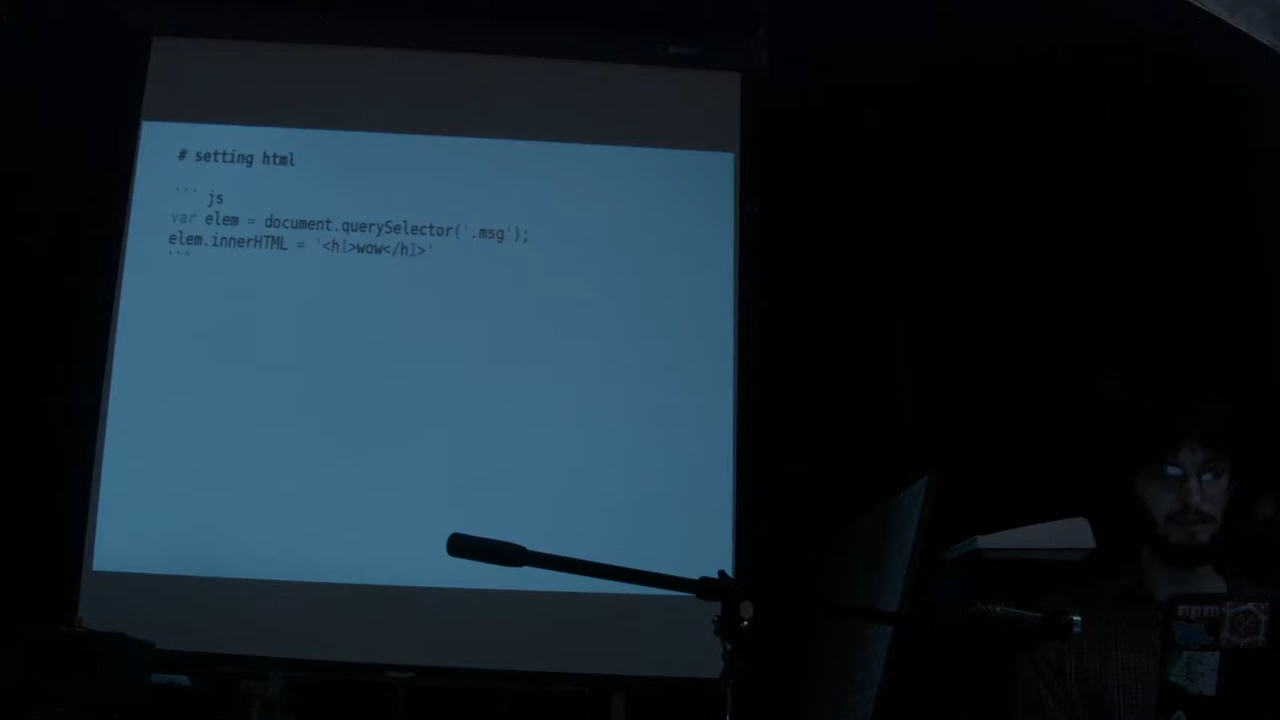 # setting html
``` js
var elem = document.querySelector('.msg');
elem.innerHTML = '<h1>wow</h1>'
```
npm